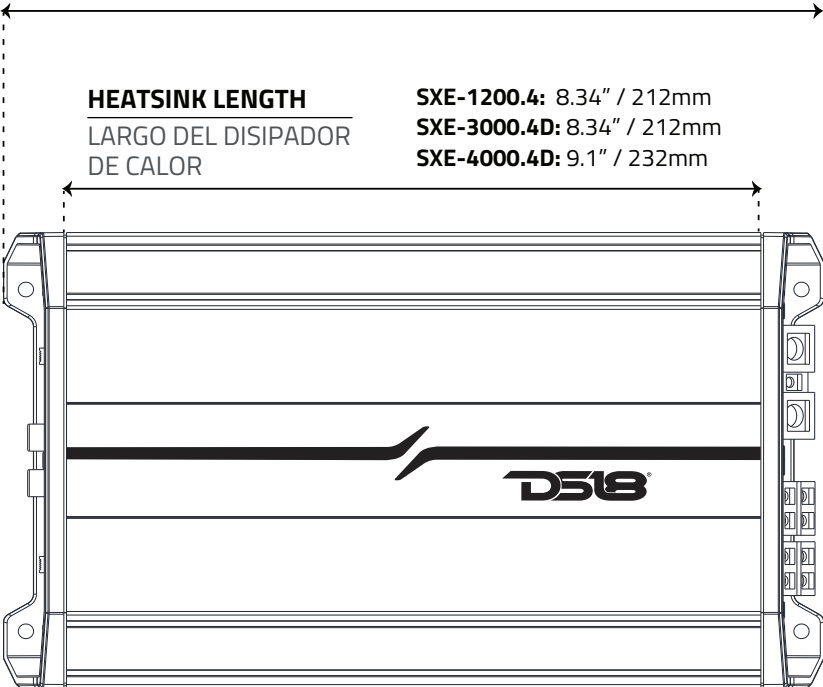 HEATSINK LENGTH
LARGO DEL DISIPADOR
DE CALOR
SXE-1200.4: 8.34” / 212mm
SXE-3000.4D: 8.34” / 212mm
SXE-4000.4D: 9.1” / 232mm
DS18®